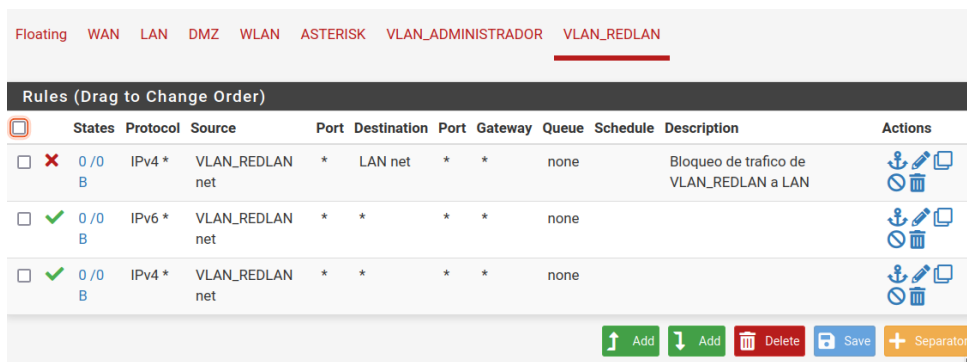 Floating WAN LAN DMZ WLAN ASTERISK VLAN_ADMINISTRADOR VLAN_REDLAN
Rules (Drag to Change Order)
States Protocol Source Port Destination Port Gateway Queue Schedule Description Actions
0 /0 IPv4 * VLAN_REDLAN * LAN net * * none Bloqueo de trafico de
B net VLAN_REDLAN a LAN
0 /0 IPv6 * VLAN_REDLAN * * * * none
B net
0 /0 IPv4 * VLAN_REDLAN * * * * none
B net
Add Add Delete Save Separator